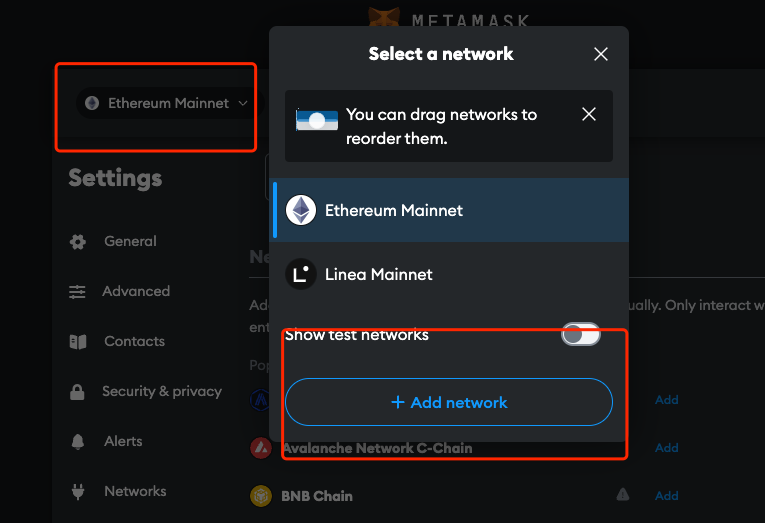 METAMASK
Select a network
Ethereum Mainnet
You can drag networks to
reorder them.
Settings
Ethereum Mainnet
General
Ne
Linea Mainnet
Advanced
Ad
ually. Only interact w
ent
Show test networks
Contacts
Pop
Security & privacy
+ Add network
Add
Alerts
Avalanche Network C-Chain
Add
Networks
BNB Chain
Add